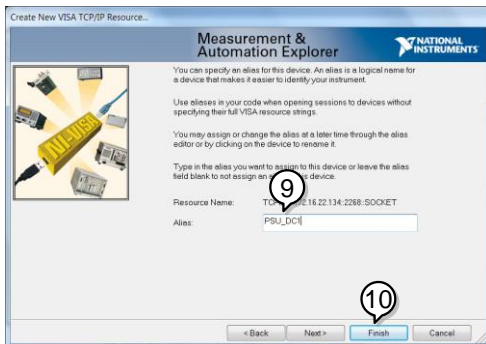 Create New VISA TCP/IP Resource...
Measurement &
Automation Explorer
NATIONAL
INSTRUMENTS
NI-VISA
You can specify an alias for this device. An alias is a logical name for
a device that makes it easier to identify your instrument.
Use aliases in your code when opening sessions to devices without
specifying their full VISA resource strings.
You may assign or change the alias at a later time through the alias
editor or by clicking on the device to rename it.
Type in the alias you want to assign to this device or leave the alias
field blank to not assign an device.
9
Resource Name: 2.16.22.134::2268::SOCKET
Alias: PSU_DC1
10
< Back Next > Finish Cancel